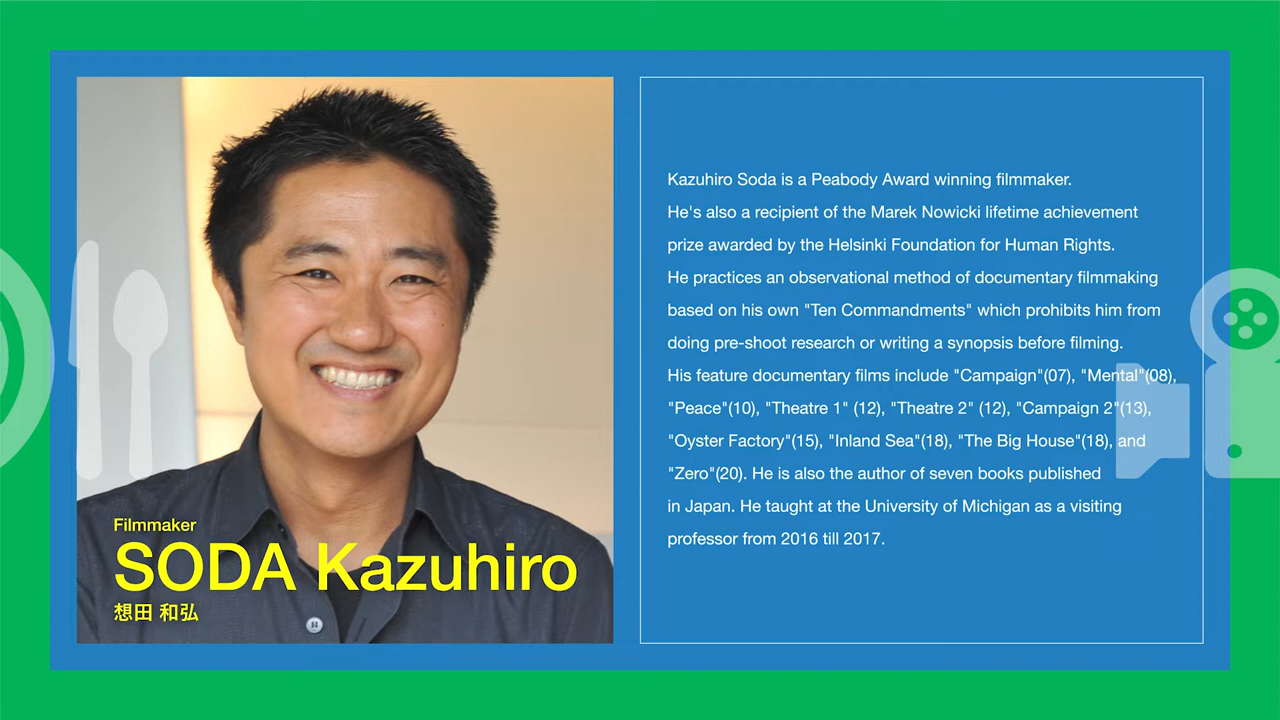 Filmmaker
SODA Kazuhiro
想田 和弘
Kazuhiro Soda is a Peabody Award winning filmmaker.
He's also a recipient of the Marek Nowicki lifetime achievement
prize awarded by the Helsinki Foundation for Human Rights.
He practices an observational method of documentary filmmaking
based on his own "Ten Commandments" which prohibits him from
doing pre-shoot research or writing a synopsis before filming.
His feature documentary films include "Campaign"(07), "Mental"(08),
"Peace"(10), "Theatre 1" (12), "Theatre 2" (12), "Campaign 2"(13),
"Oyster Factory"(15), "Inland Sea"(18), "The Big House"(18), and
"Zero"(20). He is also the author of seven books published
in Japan. He taught at the University of Michigan as a visiting
professor from 2016 till 2017.